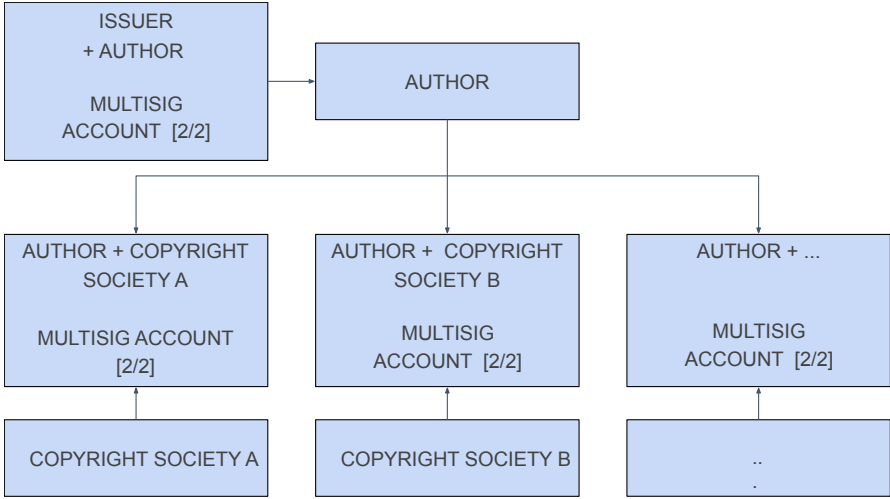 ISSUER
+ AUTHOR
MULTISIG
ACCOUNT [2/2]
AUTHOR
AUTHOR + COPYRIGHT
SOCIETY A
MULTISIG ACCOUNT
[2/2]
AUTHOR + COPYRIGHT
SOCIETY B
MULTISIG
ACCOUNT [2/2]
AUTHOR + ...
MULTISIG
ACCOUNT [2/2]
COPYRIGHT SOCIETY A
COPYRIGHT SOCIETY B
..
.